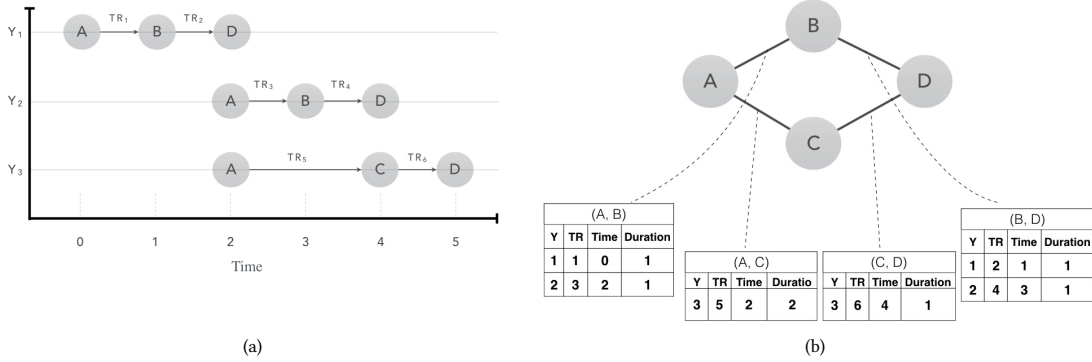 Y1 A TR1 B TR2 D
Y2 A TR3 B TR4 D
Y3 A TR5 C TR6 D
0 1 2 3 4 5
Time
(a)
B
A D
C
(A, B)
Y TR Time Duration
1 1 0 1
2 3 2 1
(A, C)
Y TR Time Duratio
3 5 2 2
(C, D)
Y TR Time Duration
3 6 4 1
(B, D)
Y TR Time Duration
1 2 1 1
2 4 3 1
(b)